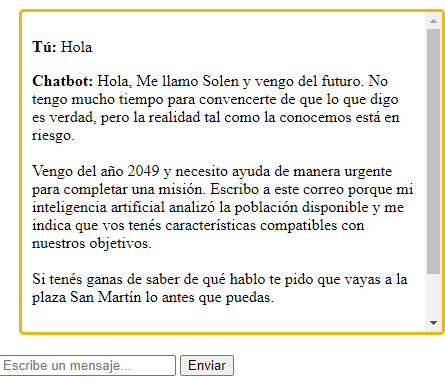 Tú: Hola
Chatbot: Hola, Me llamo Solen y vengo del futuro. No
tengo mucho tiempo para convencerte de que lo que digo
es verdad, pero la realidad tal como la conocemos está en
riesgo.
Vengo del año 2049 y necesito ayuda de manera urgente
para completar una misión. Escribo a este correo porque mi
inteligencia artificial analizó la población disponible y me
indica que vos tenés características compatibles con
nuestros objetivos.
Si tenés ganas de saber de qué hablo te pido que vayas a la
plaza San Martín lo antes que puedas.
Escribe un mensaje... Enviar